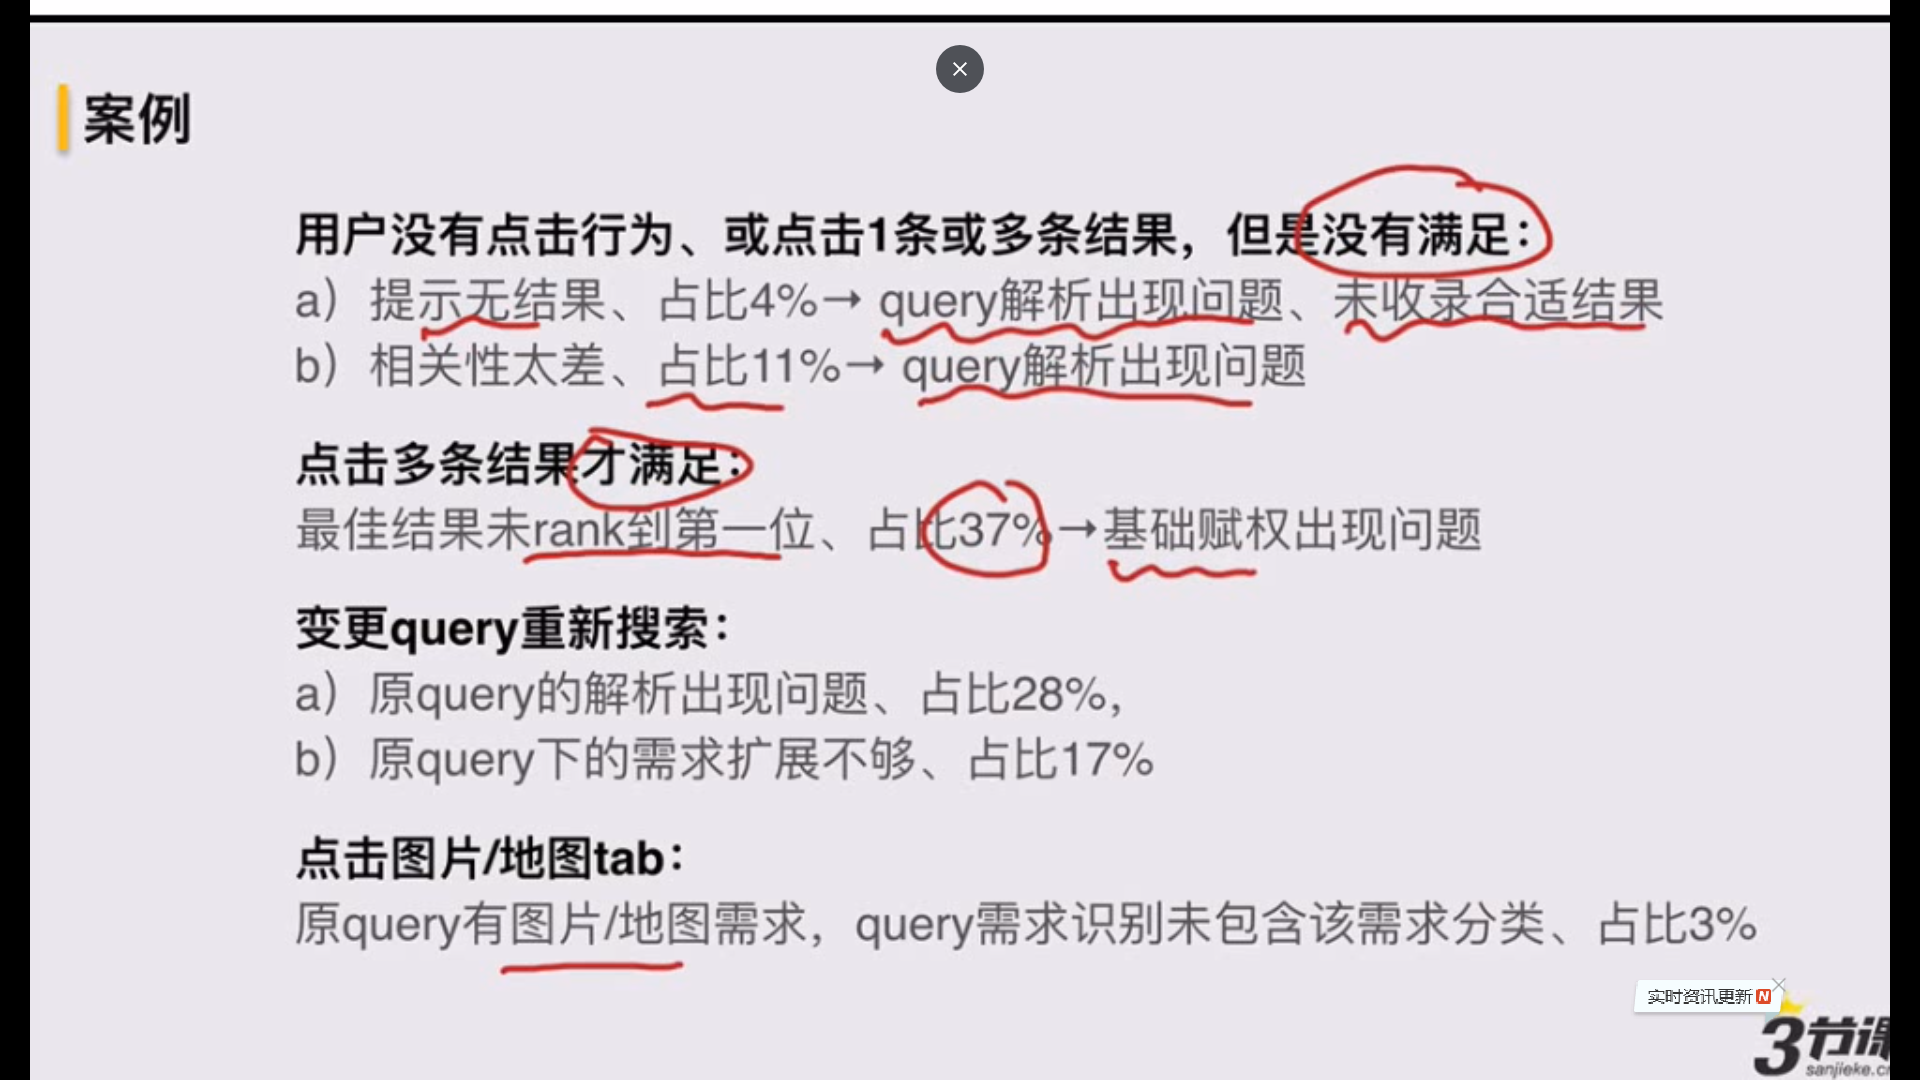 案例
用户没有点击行为、或点击1条或多条结果，但是没有满足：
a）提示无结果、占比4%→ query解析出现问题、未收录合适结果
b）相关性太差、占比11%→ query解析出现问题
点击多条结果才满足：
最佳结果未rank到第一位、占比37%→基础赋权出现问题
变更query重新搜索：
a）原query的解析出现问题、占比28%，
b）原query下的需求扩展不够、占比17%
点击图片/地图tab：
原query有图片/地图需求，query需求识别未包含该需求分类、占比3%
实时资讯更新N
3节课
sanjieke.c